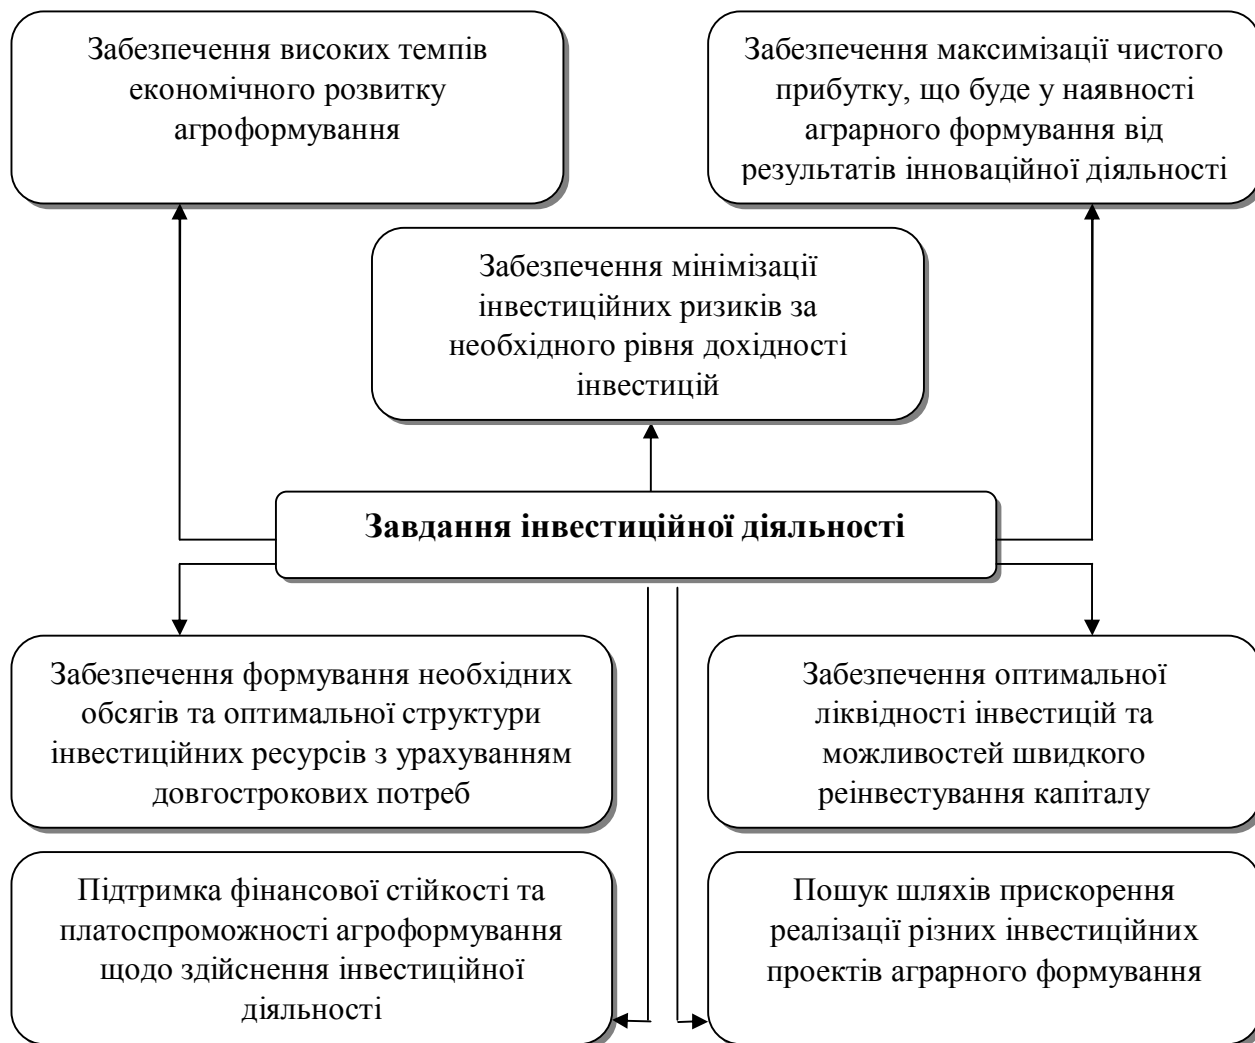 Забезпечення високих темпів
економічного розвитку
агроформування
Забезпечення максимізації чистого
прибутку, що буде у наявності
аграрного формування від
результатів інноваційної діяльності
Забезпечення мінімізації
інвестиційних ризиків за
необхідного рівня дохідності
інвестицій
Завдання інвестиційної діяльності
Забезпечення формування необхідних
обсягів та оптимальної структури
інвестиційних ресурсів з урахуванням
довгострокових потреб
Забезпечення оптимальної
ліквідності інвестицій та
можливостей швидкого
реінвестування капіталу
Підтримка фінансової стійкості та
платоспроможності агроформування
щодо здійснення інвестиційної
діяльності
Пошук шляхів прискорення
реалізації різних інвестиційних
проектів аграрного формування